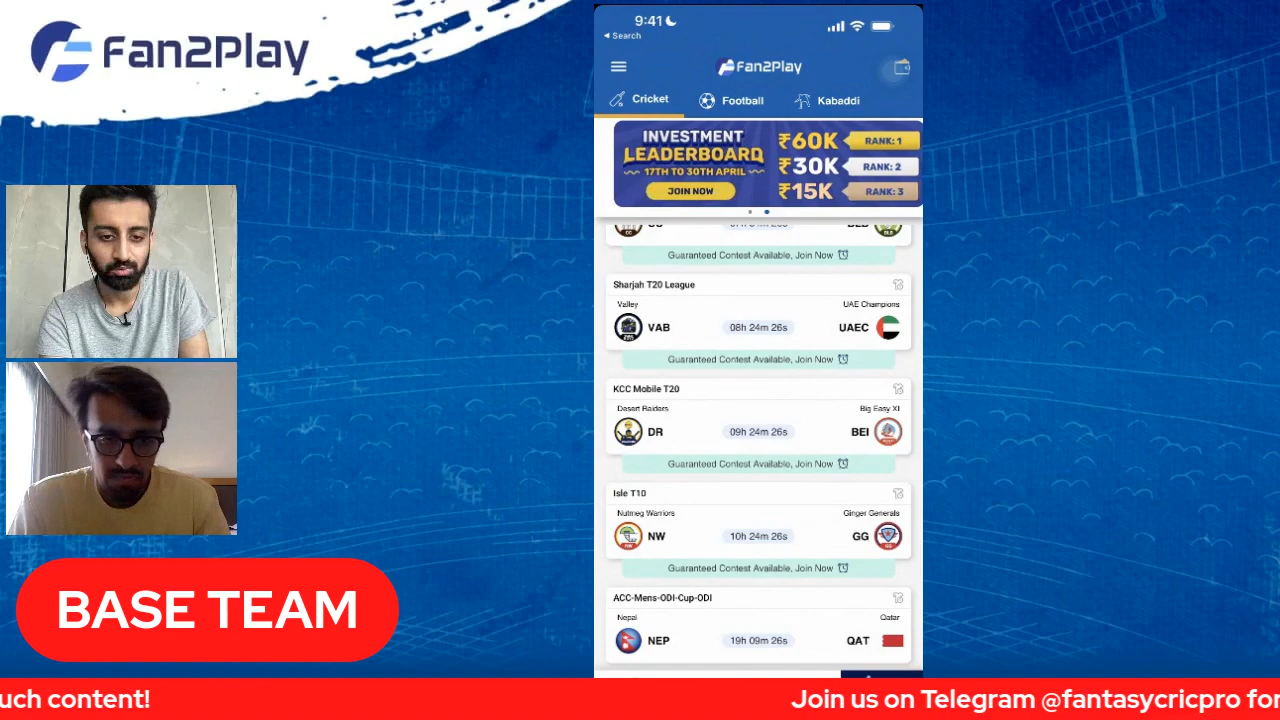 Fan2Play
9:41
Search
Fan2Play
Cricket
Football
Kabaddi
INVESTMENT
LEADERBOARD
17TH TO 30TH APRIL
JOIN NOW
₹60K RANK: 1
₹30K RANK: 2
₹15K RANK: 3
Guaranteed Contest Available, Join Now
Sharjah T20 League
Valley UAE Champions
VAB 08h 24m 26s UAEC
Guaranteed Contest Available, Join Now
KCC Mobile T20
Desert Raiders Big Easy XI
DR 09h 24m 26s BEI
Guaranteed Contest Available, Join Now
Isle T10
Nutmeg Warriors Ginger Generals
NW 10h 24m 26s GG
Guaranteed Contest Available, Join Now
ACC-Mens-ODI-Cup-ODI
Nepal Qatar
NEP 19h 09m 26s QAT
BASE TEAM
uch content! Join us on Telegram @fantasycricpro for